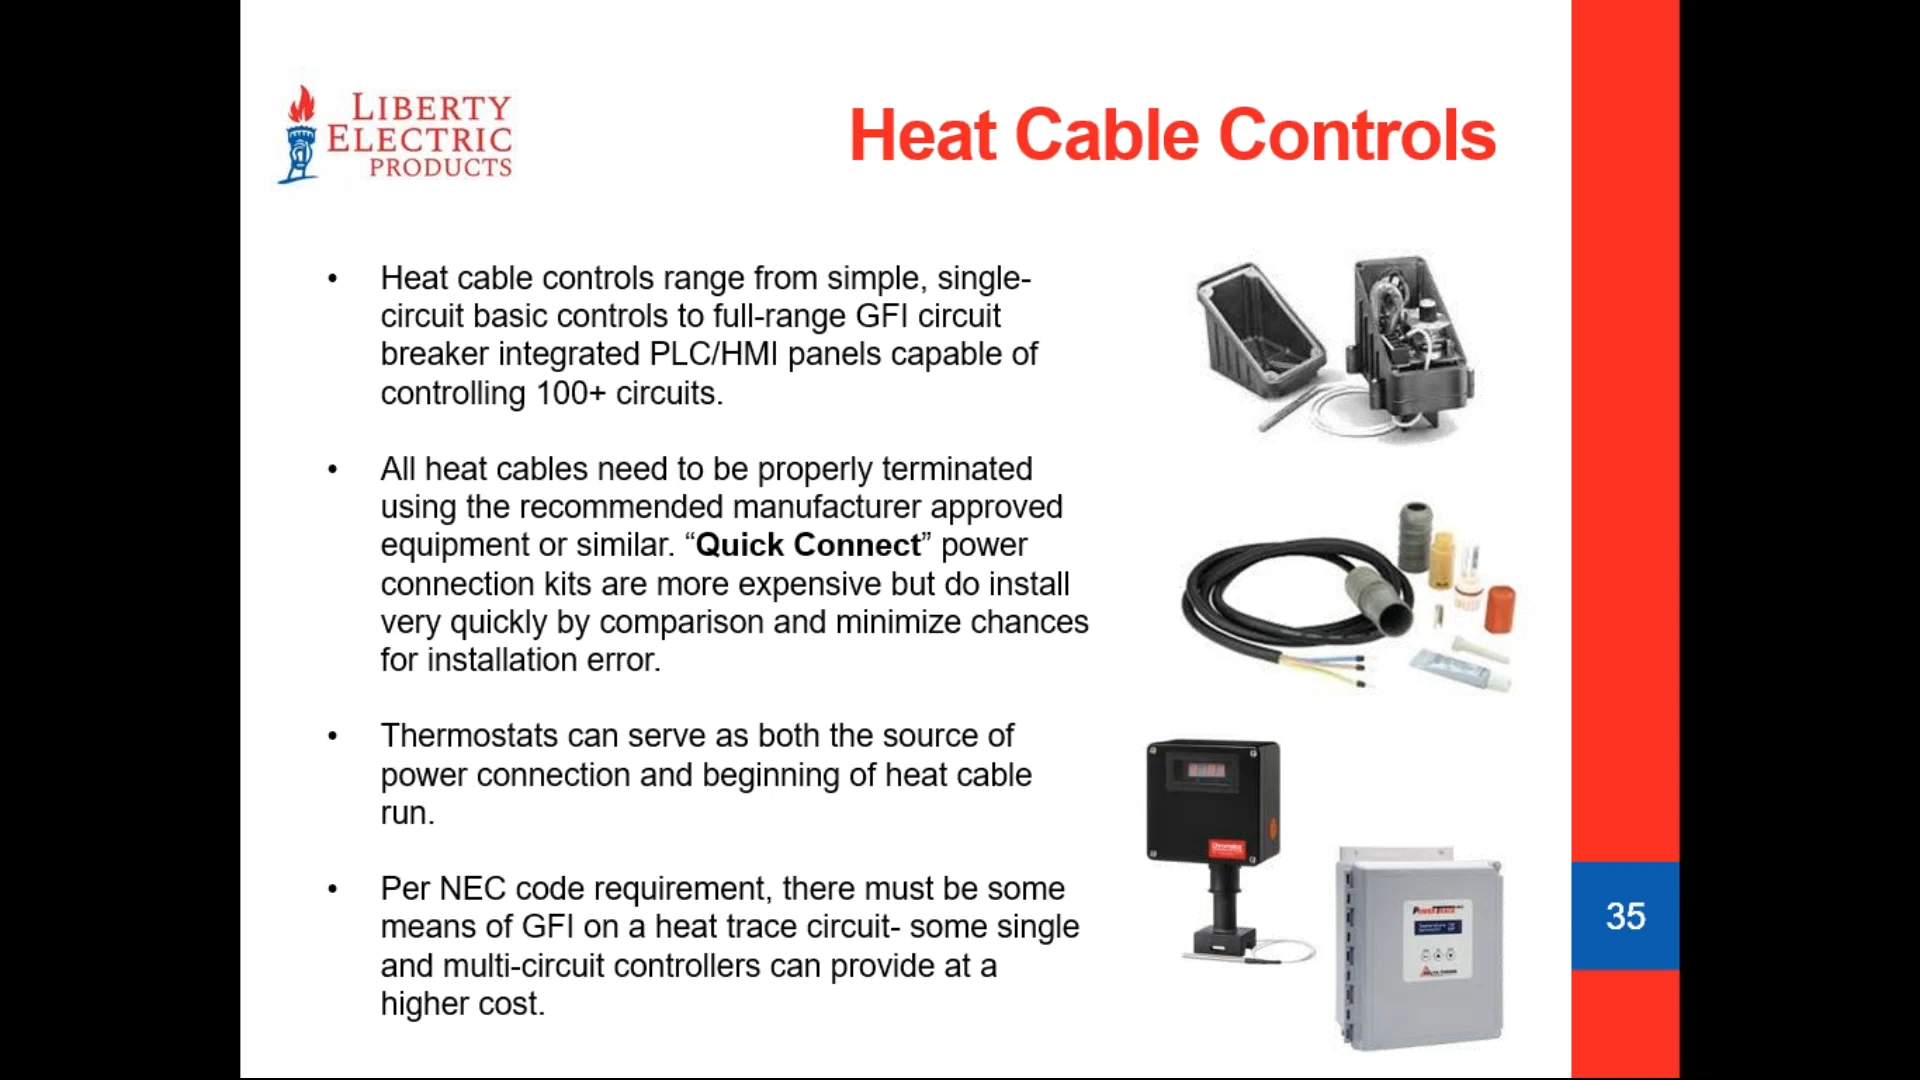 LIBERTY
ELECTRIC
PRODUCTS
Heat Cable Controls
• Heat cable controls range from simple, single-
circuit basic controls to full-range GFI circuit
breaker integrated PLC/HMI panels capable of
controlling 100+ circuits.
• All heat cables need to be properly terminated
using the recommended manufacturer approved
equipment or similar. “Quick Connect” power
connection kits are more expensive but do install
very quickly by comparison and minimize chances
for installation error.
• Thermostats can serve as both the source of
power connection and beginning of heat cable
run.
• Per NEC code requirement, there must be some
means of GFI on a heat trace circuit- some single
and multi-circuit controllers can provide at a
higher cost.
35